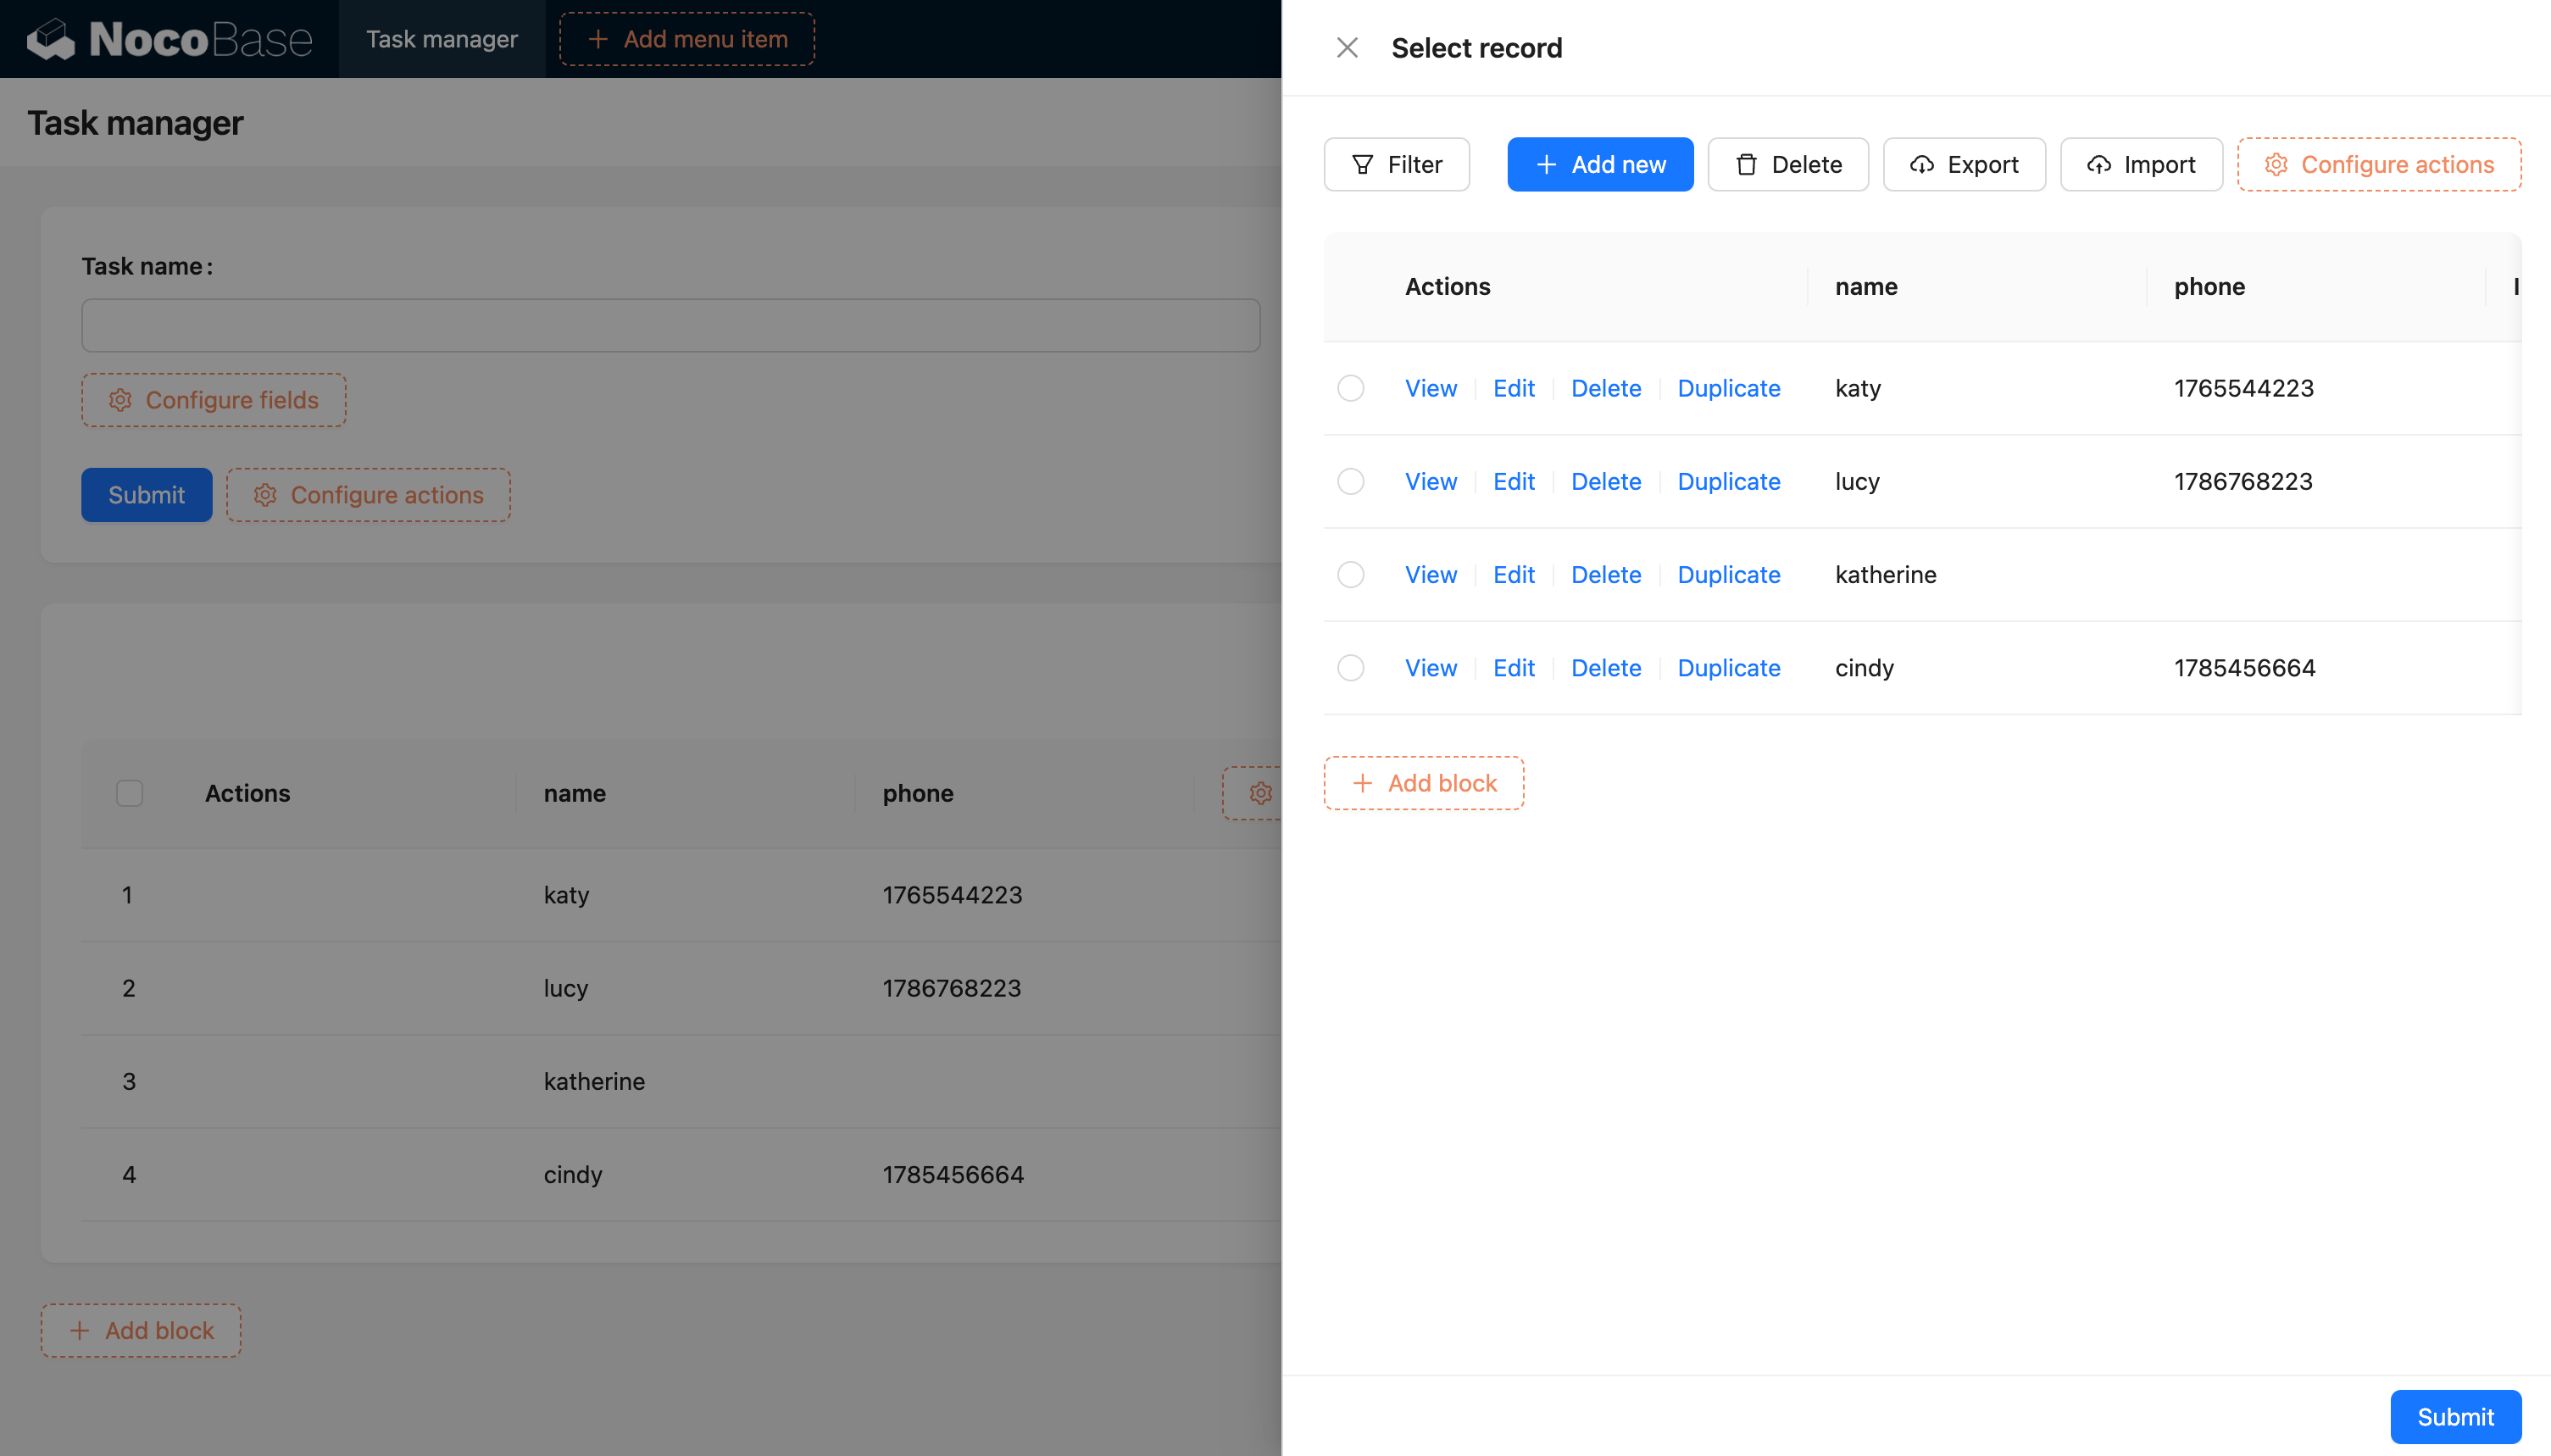 NocoBase Task manager + Add menu item
Task manager
Task name :
Configure fields
Submit Configure actions
Actions name phone
1 katy 1765544223
2 lucy 1786768223
3 katherine
4 cindy 1785456664
+ Add block
Select record
Filter + Add new Delete Export Import Configure actions
Actions name phone
View Edit Delete Duplicate katy 1765544223
View Edit Delete Duplicate lucy 1786768223
View Edit Delete Duplicate katherine
View Edit Delete Duplicate cindy 1785456664
+ Add block
Submit